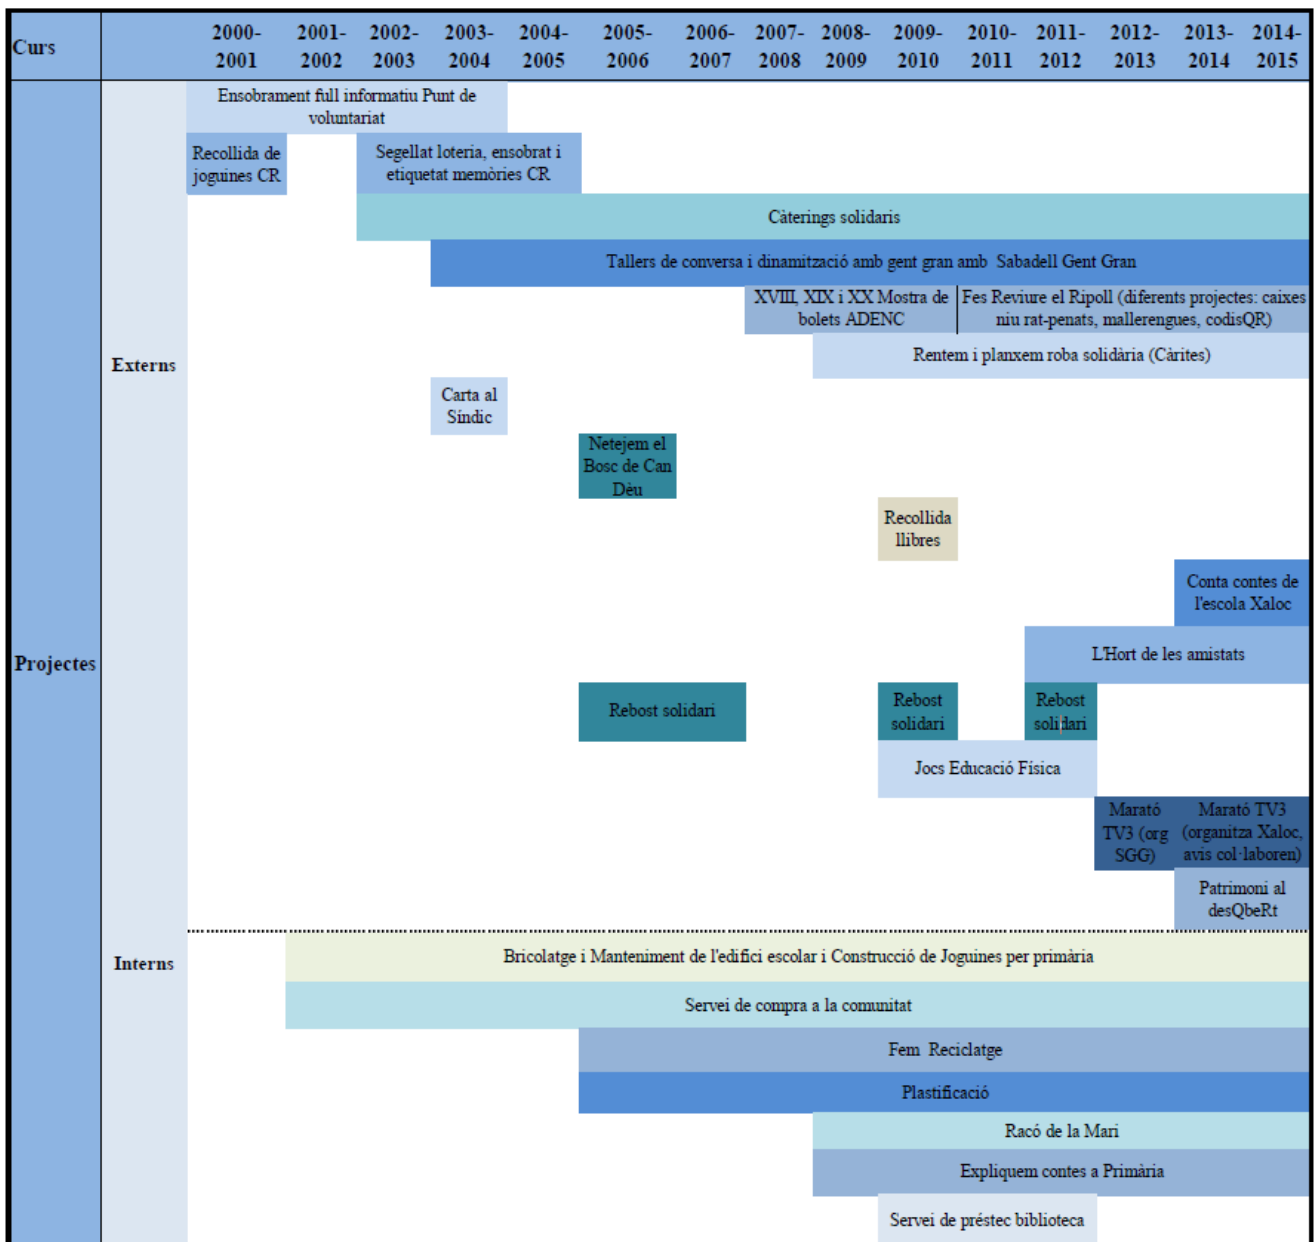 Curs
2000-
2001
2001-
2002
2002-
2003
2003-
2004
2004-
2005
2005-
2006
2006-
2007
2007-
2008
2008-
2009
2009-
2010
2010-
2011
2011-
2012
2012-
2013
2013-
2014
2014-
2015
Projectes
Externs
Ensobrament full informatiu Punt de
voluntariat
Recollida de
joguines CR
Segellat loteria, ensobrat i
etiquetat memòries CR
Càterings solidaris
Tallers de conversa i dinamització amb gent gran amb Sabadell Gent Gran
XVIII, XIX i XX Mostra de
bolets ADENC
Fes Reviure el Ripoll (diferents projectes: caixes
niu rat-penats, mallerengues, codisQR)
Rentem i planxem roba solidària (Càrites)
Carta al
Síndic
Netejem el
Bosc de Can
Dèu
Recollida
llibres
Conta contes de
l'escola Xaloc
L'Hort de les amistats
Rebost solidari
Rebost
solidari
Rebost
solidari
Jocs Educació Física
Marató
TV3 (org
SGG)
Marató TV3
(organitza Xaloc,
avis col·laboren)
Patrimoni al
desQbeRt
Interns
Bricolatge i Manteniment de l'edifici escolar i Construcció de Joguines per primària
Servei de compra a la comunitat
Fem Reciclatge
Plastificació
Racó de la Mari
Expliquem contes a Primària
Servei de préstec biblioteca